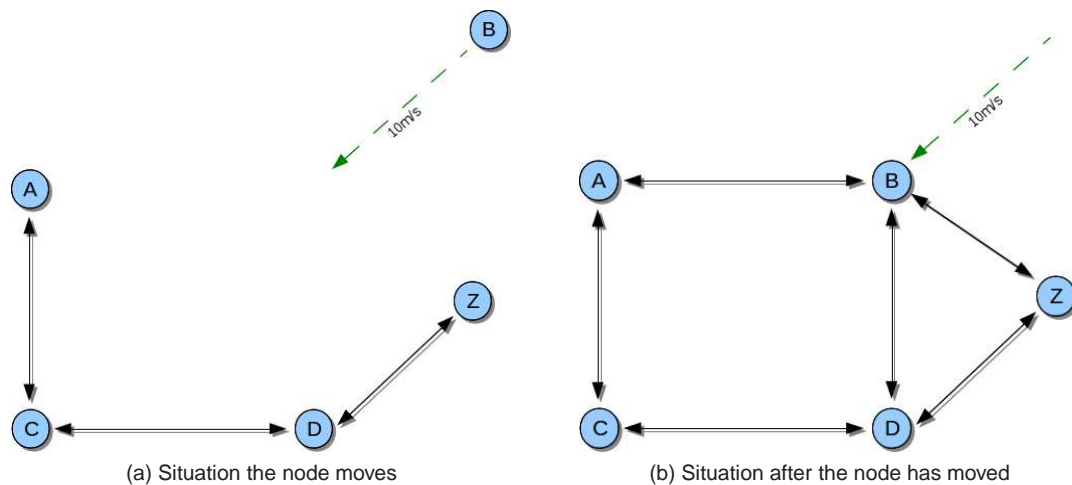 B
10m/s
A
Z
C
D
(a) Situation the node moves
10m/s
A
B
Z
C
D
(b) Situation after the node has moved